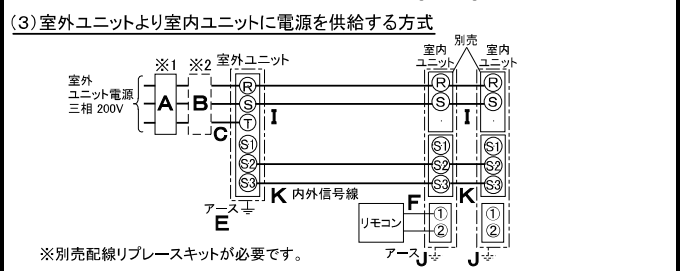 (3)室外ユニットより室内ユニットに電源を供給する方式
※1 ※2 室外ユニット 室内ユニット 別売 室内ユニット
室外
ユニット電源
三相 200V
A B C
R R R
S S S
T
I I
S1 S1 S1
S2 S2 S2
S3 S3 S3
K 内外信号線 K
アース
E
F
リモコン
① ①
② ②
アース J J
※別売配線リプレースキットが必要です。